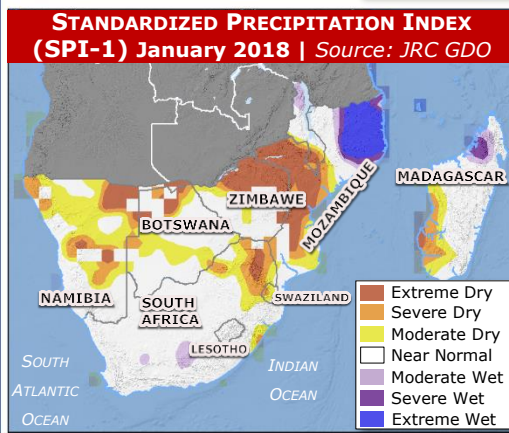 STANDARDIZED PRECIPITATION INDEX
(SPI-1) January 2018 | Source: JRC GDO
MADAGASCAR
ZIMBAWE
MOZAMBIQUE
BOTSWANA
NAMIBIA
SOUTH
AFRICA
SWAZILAND
LESOTHO
SOUTH
ATLANTIC
OCEAN
INDIAN
OCEAN
Extreme Dry
Severe Dry
Moderate Dry
Near Normal
Moderate Wet
Severe Wet
Extreme Wet